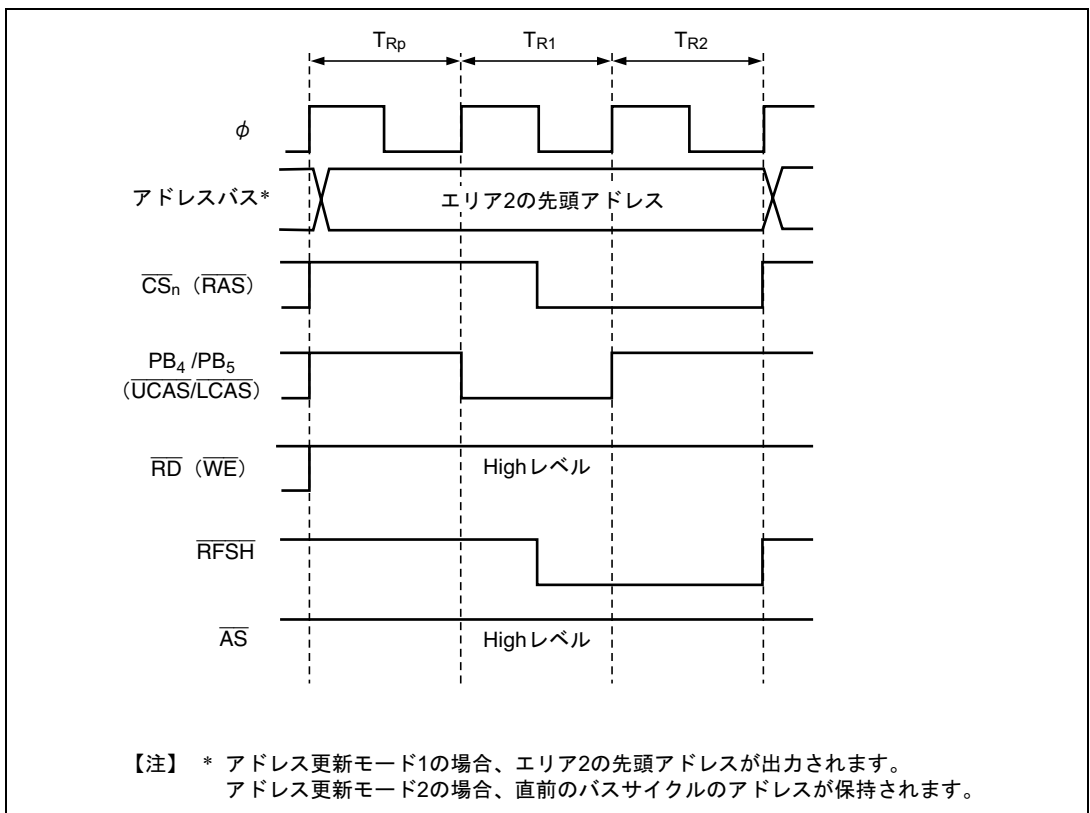 TRp TR1 TR2
φ
アドレスバス* エリア2の先頭アドレス
CSn（RAS）
PB4 /PB5
（UCAS/LCAS）
RD（WE） Highレベル
RFSH
AS Highレベル
【注】 * アドレス更新モード1の場合、エリア2の先頭アドレスが出力されます。
アドレス更新モード2の場合、直前のバスサイクルのアドレスが保持されます。